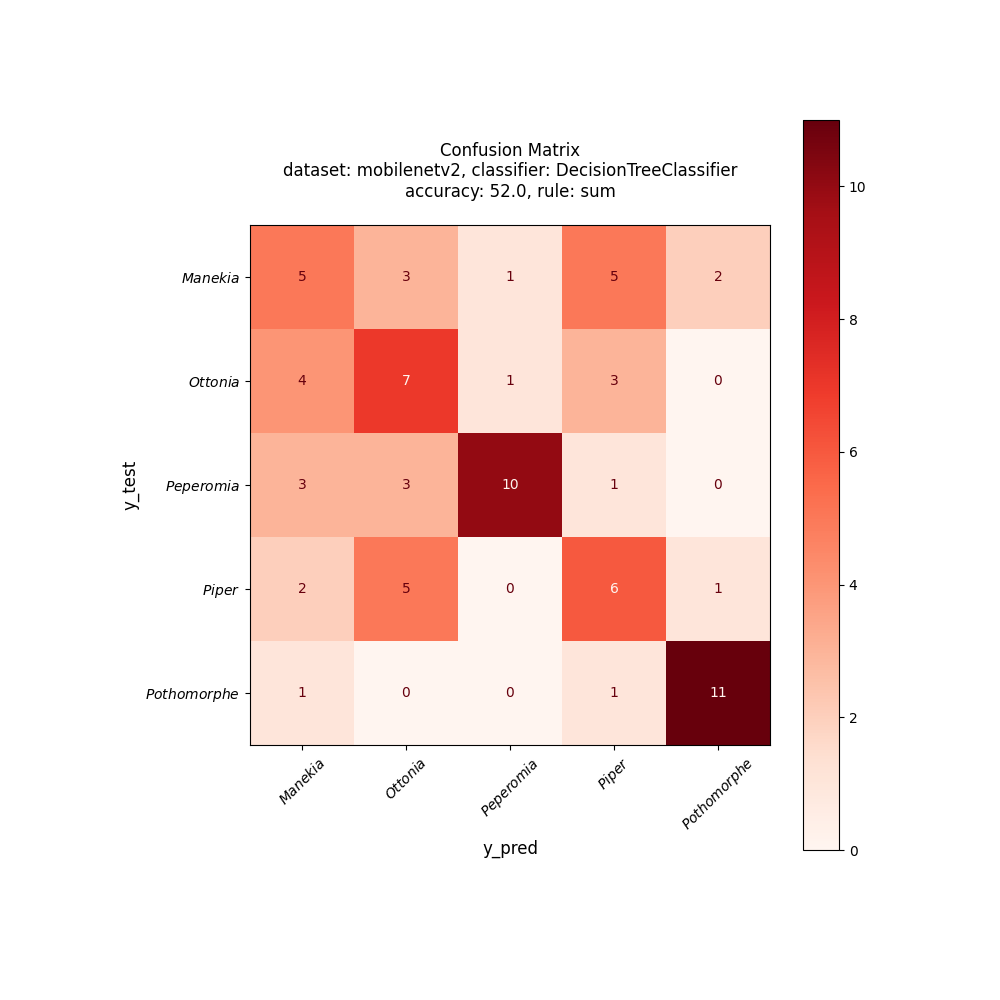 Confusion Matrix
dataset: mobilenetv2, classifier: DecisionTreeClassifier
accuracy: 52.0, rule: sum
Manekia 5 3 1 5 2
Ottonia 4 7 1 3 0
Peperomia 3 3 10 1 0
Piper 2 5 0 6 1
Pothomorphe 1 0 0 1 11
Manekia Ottonia Peperomia Piper Pothomorphe
y_test
y_pred
10
8
6
4
2
0